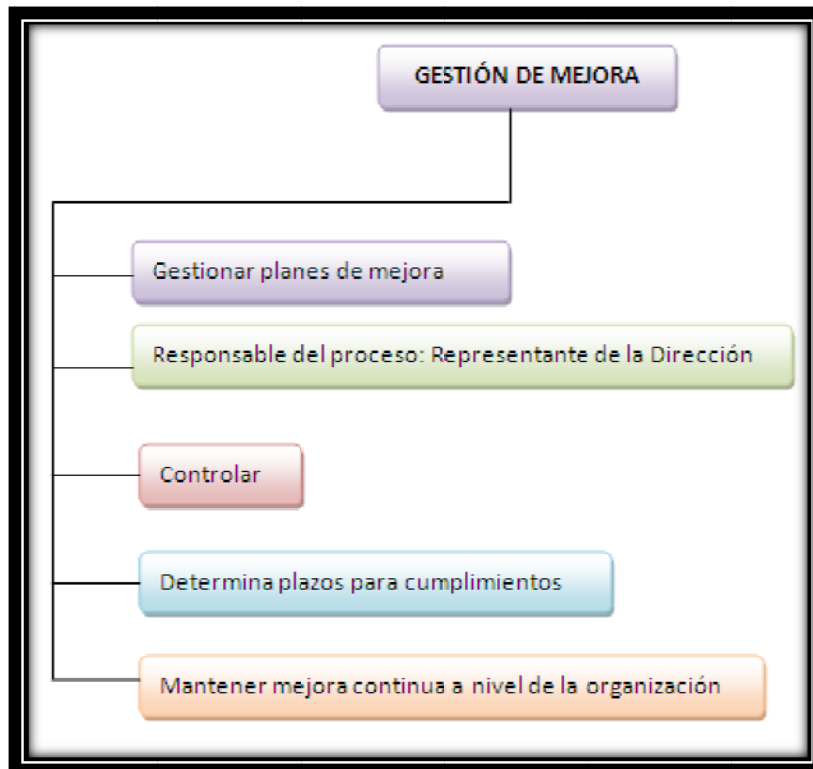 GESTIÓN DE MEJORA
Gestionar planes de mejora
Responsable del proceso: Representante de la Dirección
Controlar
Determina plazos para cumplimientos
Mantener mejora continua a nivel de la organización